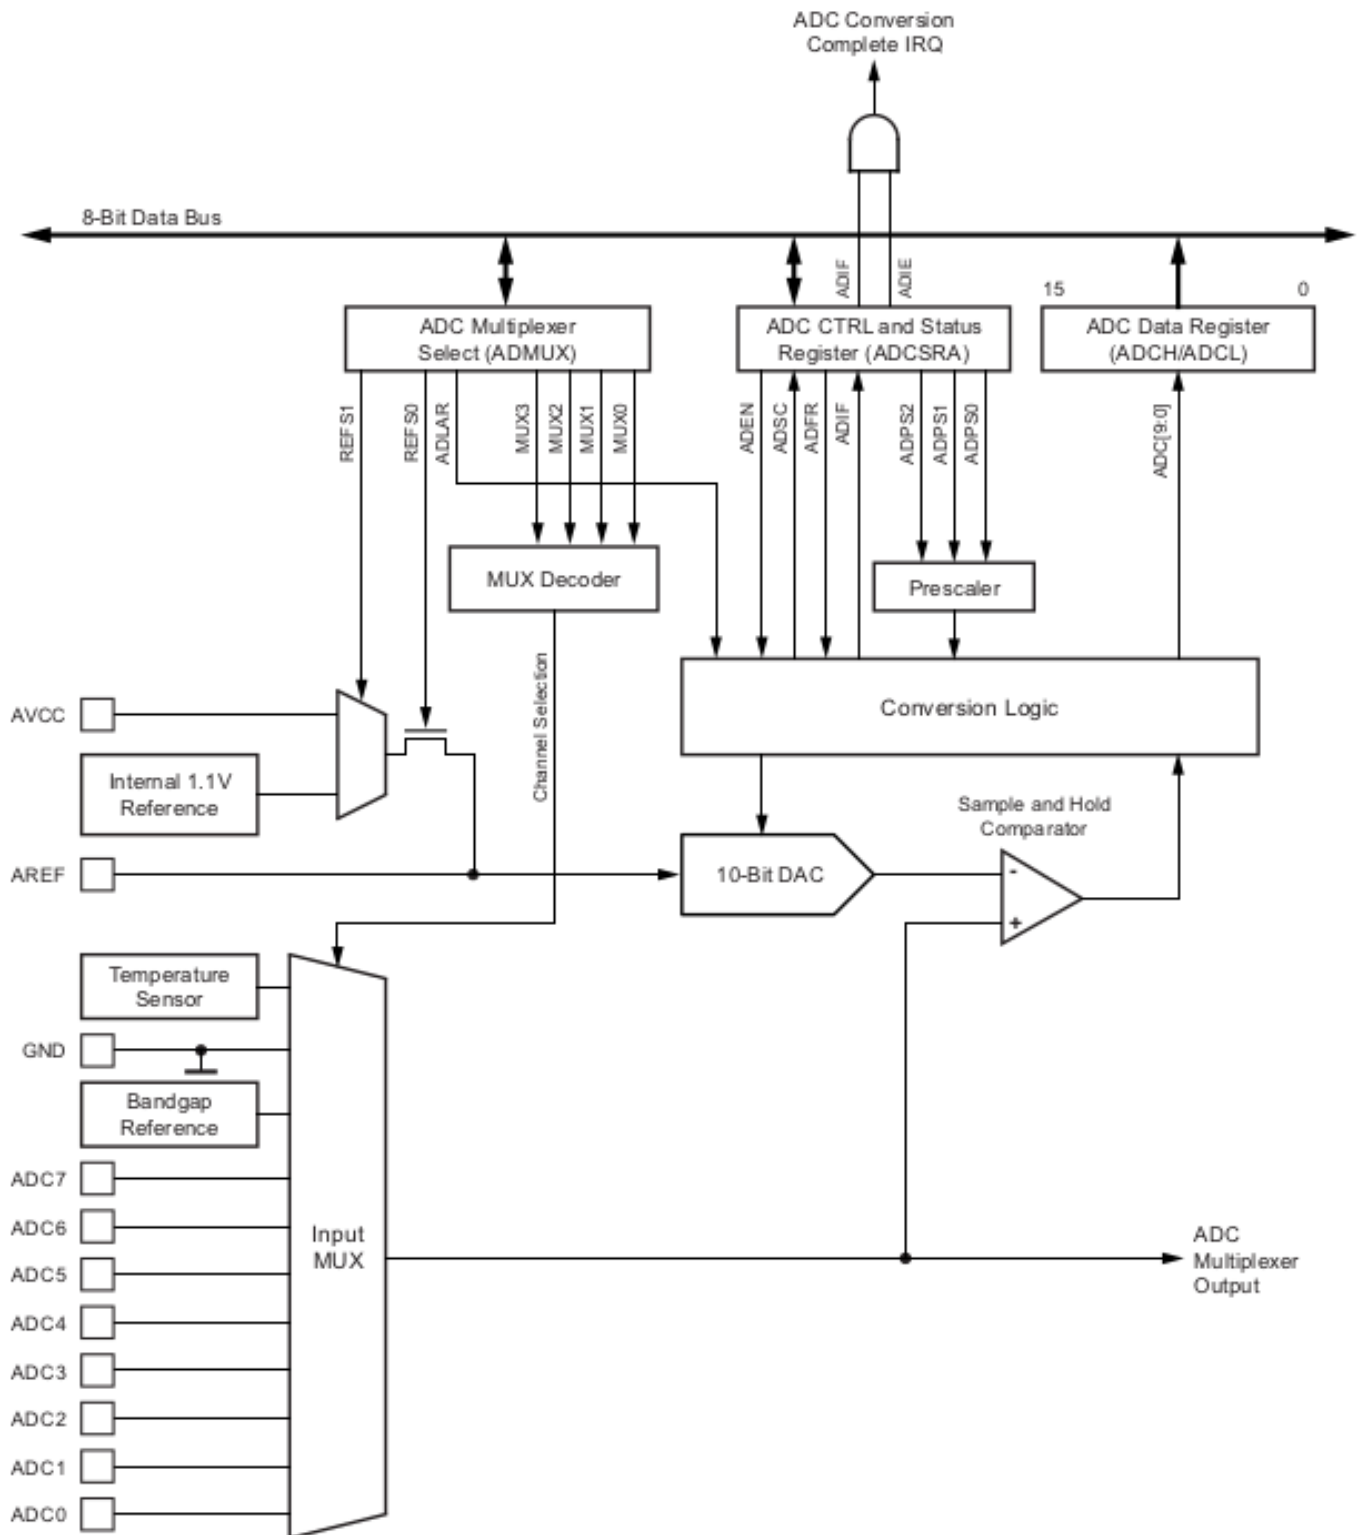 ADC Conversion
Complete IRQ
8-Bit Data Bus
ADIF
ADIE
15
0
ADC Multiplexer
Select (ADMUX)
ADC CTRL and Status
Register (ADCSRA)
ADC Data Register
(ADCH/ADCL)
REFS1
REFS0
ADLAR
MUX3
MUX2
MUX1
MUX0
ADEN
ADSC
ADFR
ADIF
ADPS2
ADPS1
ADPS0
ADC[9:0]
MUX Decoder
Prescaler
Channel Selection
Conversion Logic
AVCC
Internal 1.1V
Reference
Sample and Hold
Comparator
AREF
10-Bit DAC
-
+
Temperature
Sensor
GND
Bandgap
Reference
ADC7
ADC6
ADC5
ADC4
ADC3
ADC2
ADC1
ADC0
Input
MUX
ADC
Multiplexer
Output